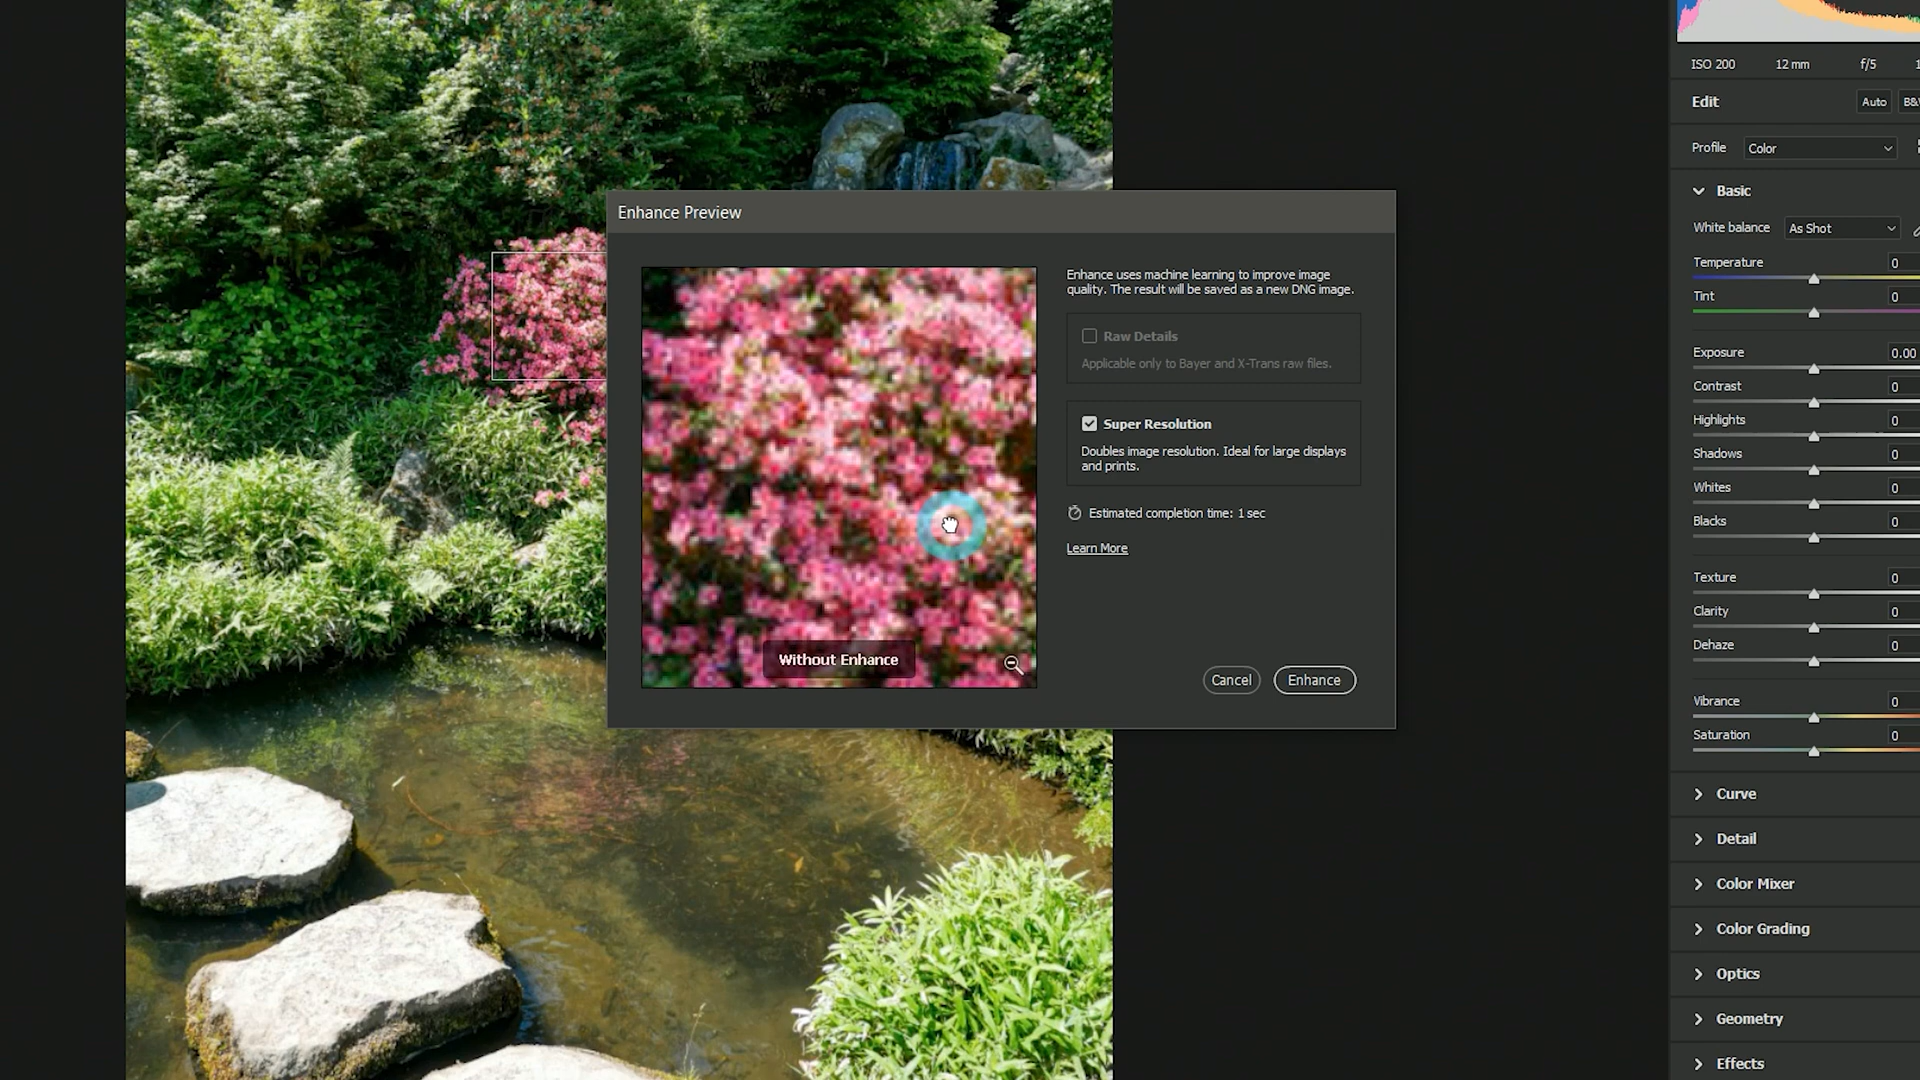 ISO 200 12 mm f/5
Edit Auto
Profile Color
Basic
White balance As Shot
Temperature 0
Tint 0
Exposure 0.00
Contrast 0
Highlights 0
Shadows 0
Whites 0
Blacks 0
Texture 0
Clarity 0
Dehaze 0
Vibrance 0
Saturation 0
Curve
Detail
Color Mixer
Color Grading
Optics
Geometry
Effects
Enhance Preview
Enhance uses machine learning to improve image
quality. The result will be saved as a new DNG image.
Raw Details
Applicable only to Bayer and X-Trans raw files.
Super Resolution
Doubles image resolution. Ideal for large displays
and prints.
Estimated completion time: 1 sec
Learn More
Without Enhance
Cancel Enhance